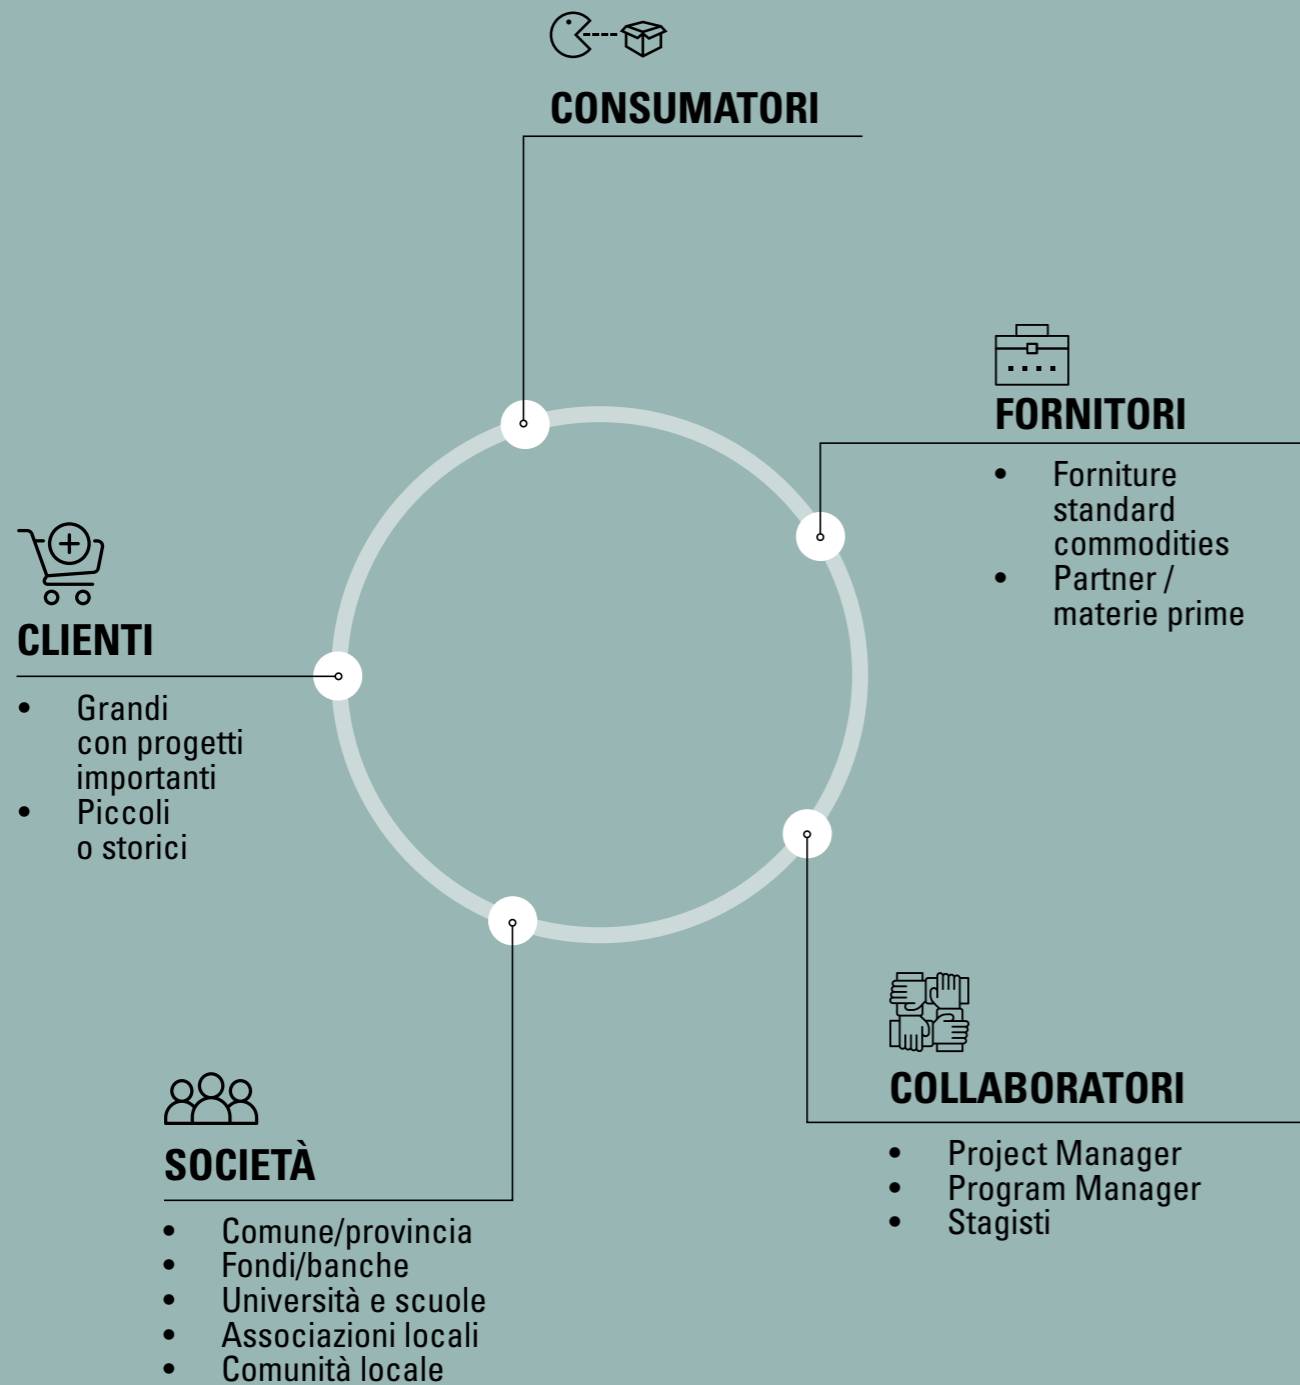 CONSUMATORI
FORNITORI
• Forniture
standard
commodities
• Partner /
materie prime
CLIENTI
• Grandi
con progetti
importanti
• Piccoli
o storici
COLLABORATORI
• Project Manager
• Program Manager
• Stagisti
SOCIETÀ
• Comune/provincia
• Fondi/banche
• Università e scuole
• Associazioni locali
• Comunità locale